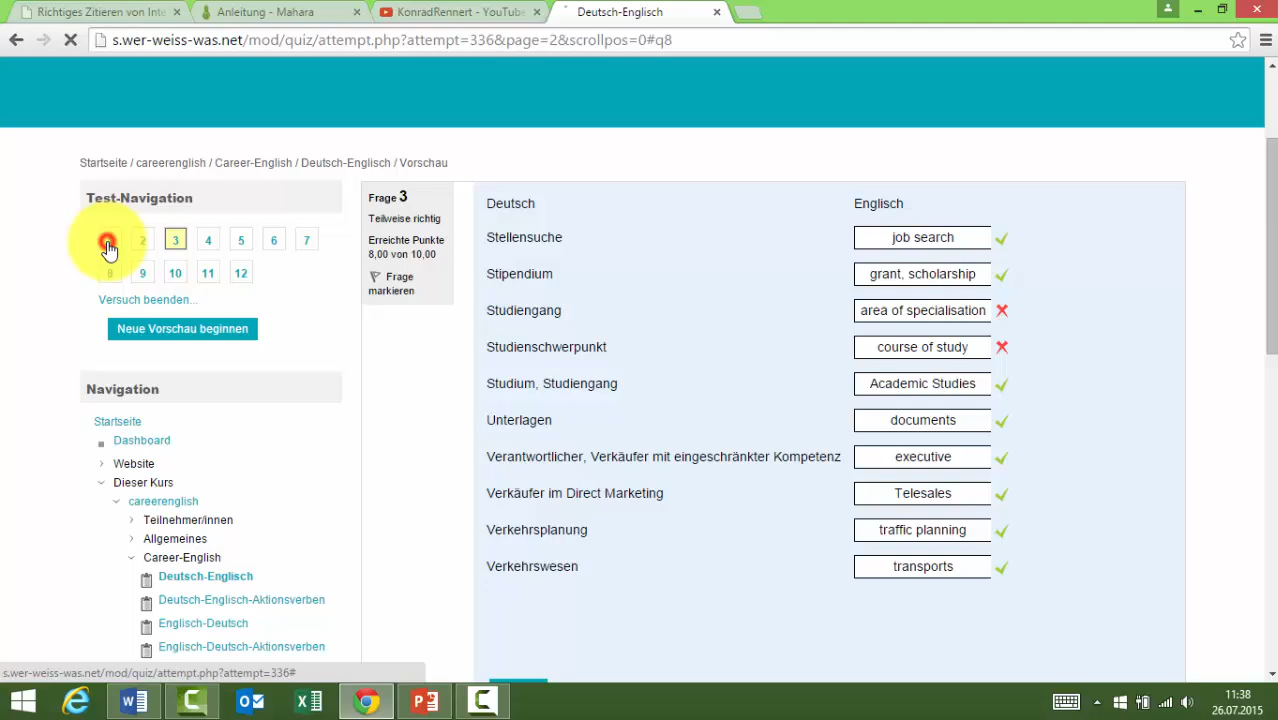 Richtiges Zitieren von Inte
Anleitung - Mahara
KonradRennert - YouTube
Deutsch-Englisch
s.wer-weiss-was.net/mod/quiz/attempt.php?attempt=336&page=2&scrollpos=0#q8
Startseite / careerenglish / Career-English / Deutsch-Englisch / Vorschau
Test-Navigation
2 3 4 5 6 7
8 9 10 11 12
Versuch beenden...
Neue Vorschau beginnen
Navigation
Startseite
Dashboard
Website
Dieser Kurs
careerenglish
Teilnehmer/innen
Allgemeines
Career-English
Deutsch-Englisch
Deutsch-Englisch-Aktionsverben
Englisch-Deutsch
Englisch-Deutsch-Aktionsverben
Frage 3
Teilweise richtig
Erreichte Punkte
8,00 von 10,00
Frage
markieren
Deutsch Englisch
Stellensuche job search
Stipendium grant, scholarship
Studiengang area of specialisation
Studienschwerpunkt course of study
Studium, Studiengang Academic Studies
Unterlagen documents
Verantwortlicher, Verkäufer mit eingeschränkter Kompetenz executive
Verkäufer im Direct Marketing Telesales
Verkehrsplanung traffic planning
Verkehrswesen transports
s.wer-weiss-was.net/mod/quiz/attempt.php?attempt=336#
11:38
26.07.2015